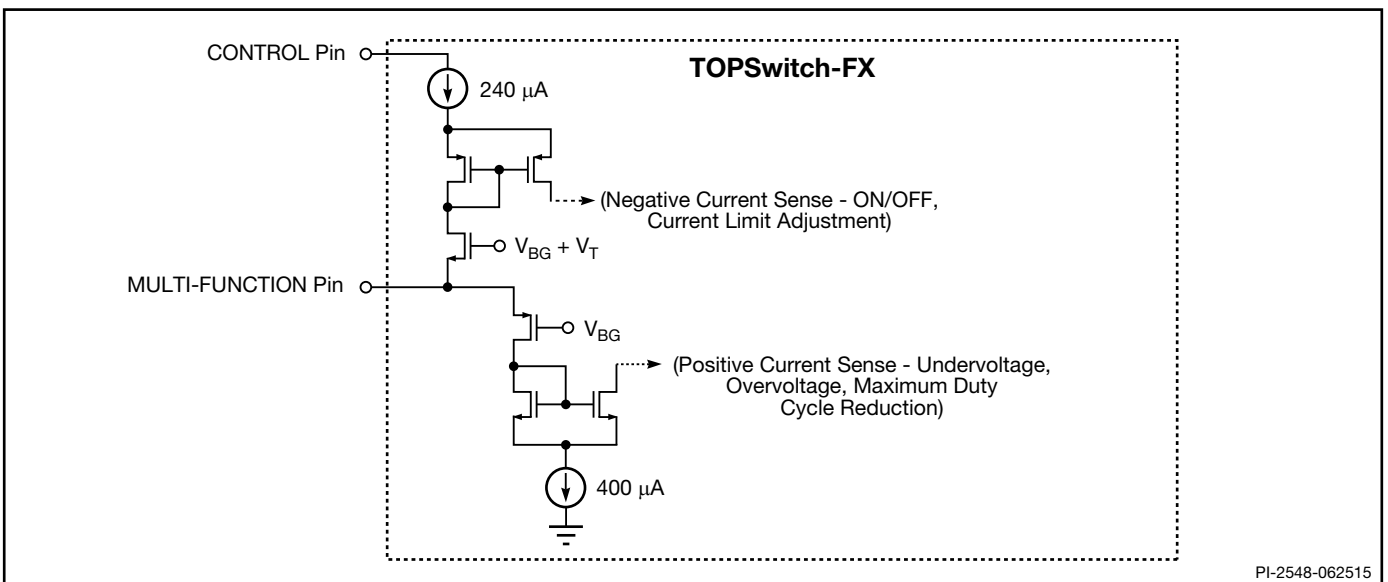 CONTROL Pin
TOPSwitch-FX
240 μA
(Negative Current Sense - ON/OFF,
Current Limit Adjustment)
V_BG + V_T
MULTI-FUNCTION Pin
V_BG
(Positive Current Sense - Undervoltage,
Overvoltage, Maximum Duty
Cycle Reduction)
400 μA
PI-2548-062515